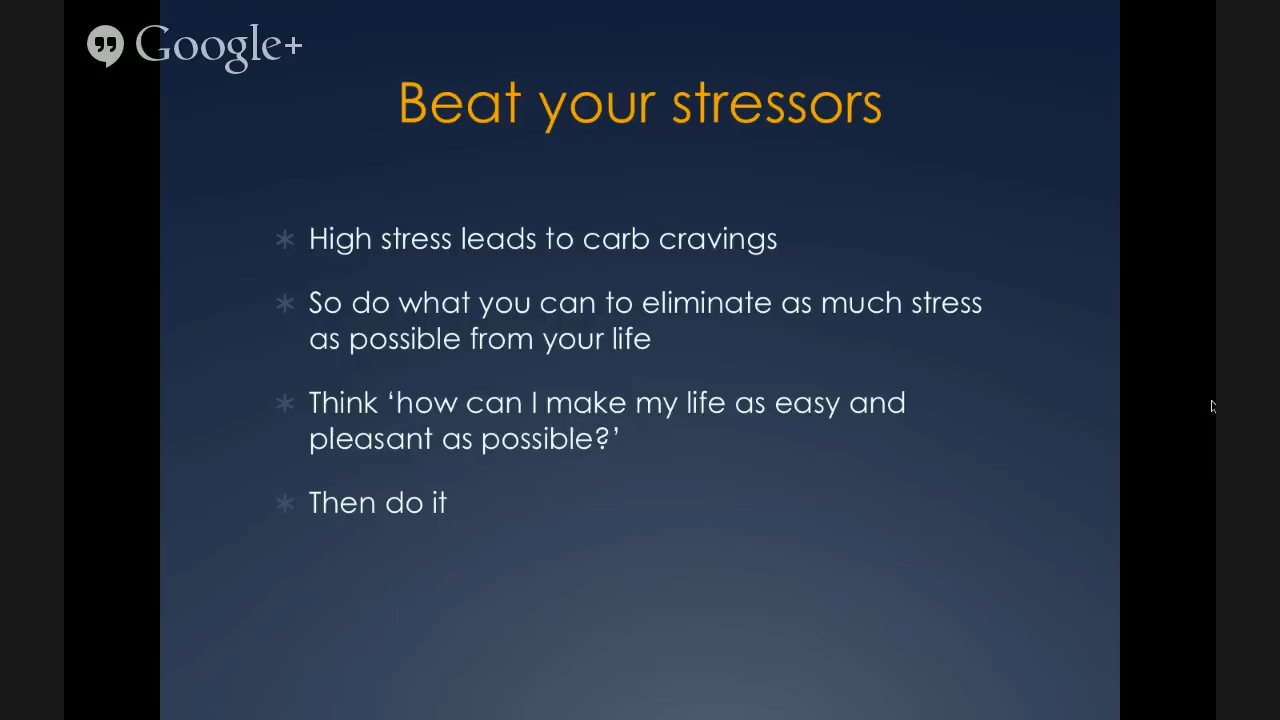 Google+
Beat your stressors
High stress leads to carb cravings
So do what you can to eliminate as much stress
as possible from your life
Think ‘how can I make my life as easy and
pleasant as possible?’
Then do it